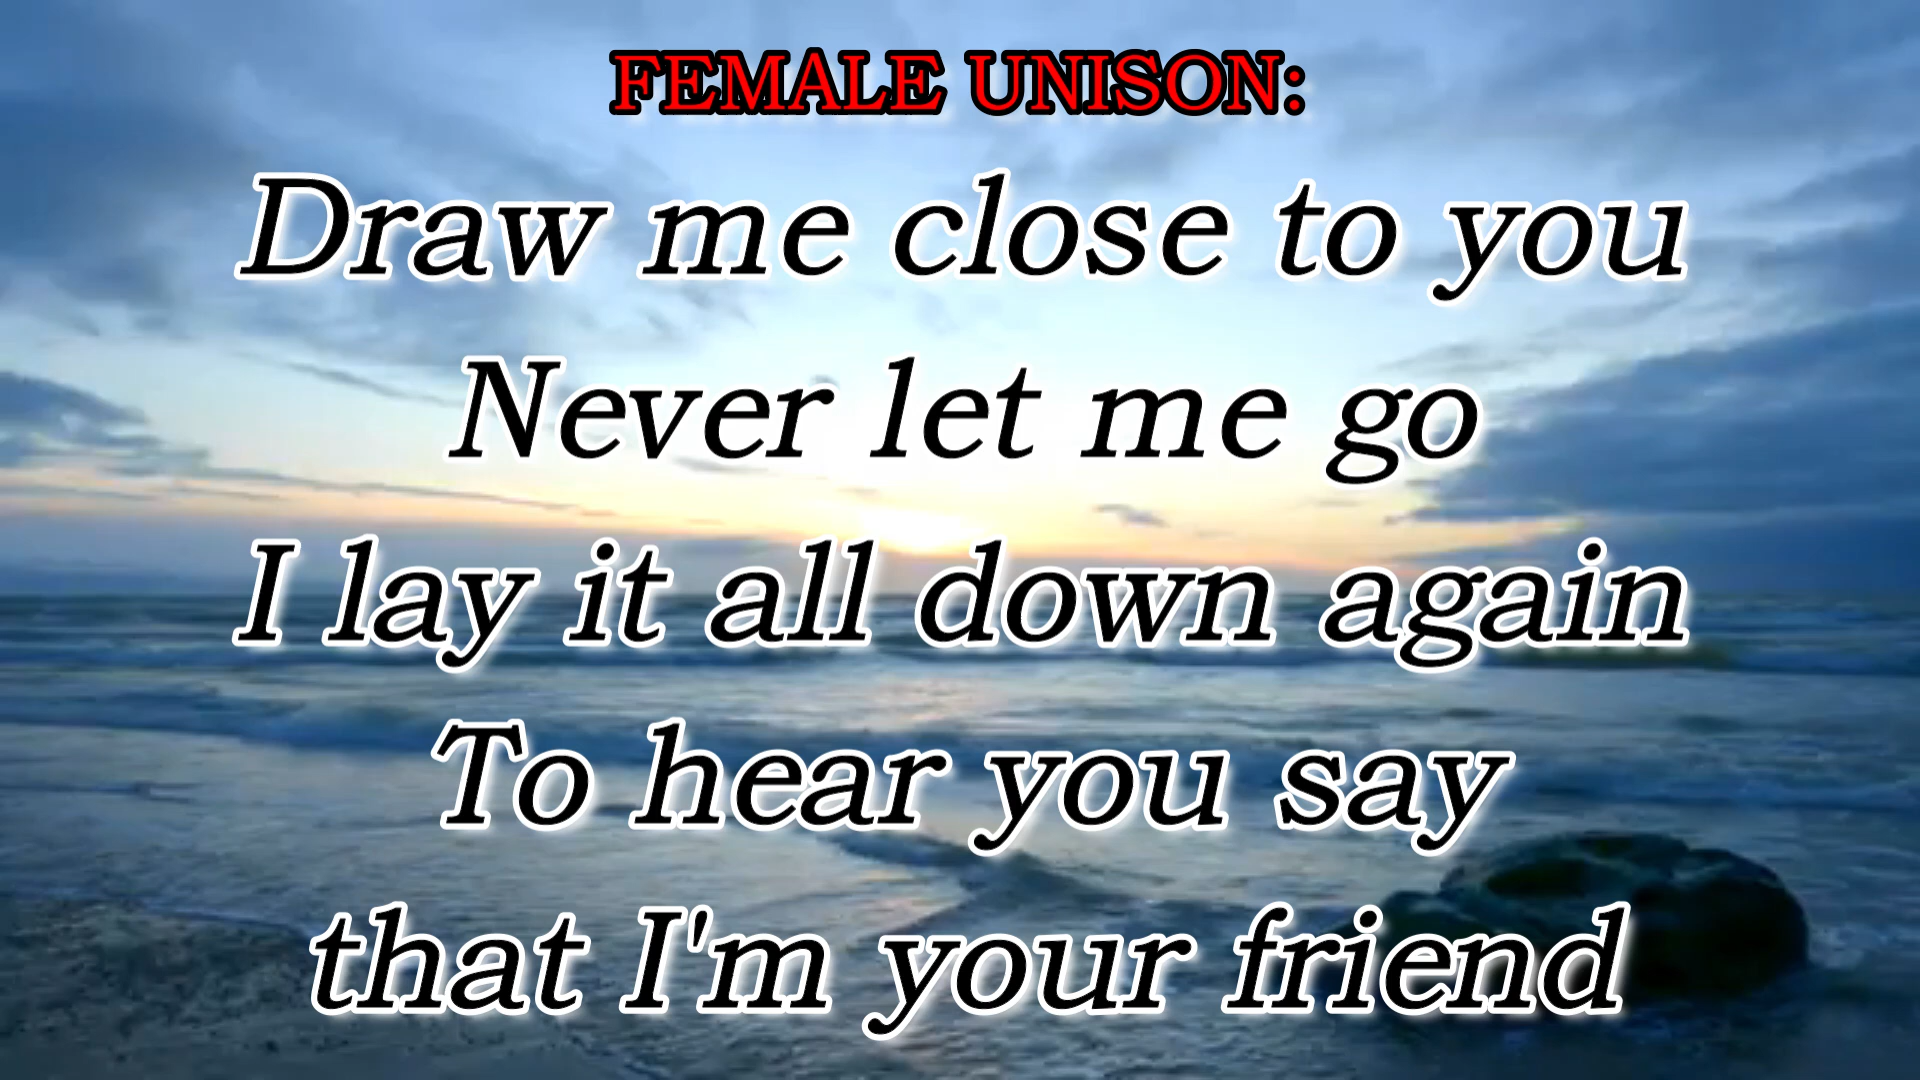 FEMALE UNISON:
Draw me close to you
Never let me go
I lay it all down again
To hear you say
that I'm your friend